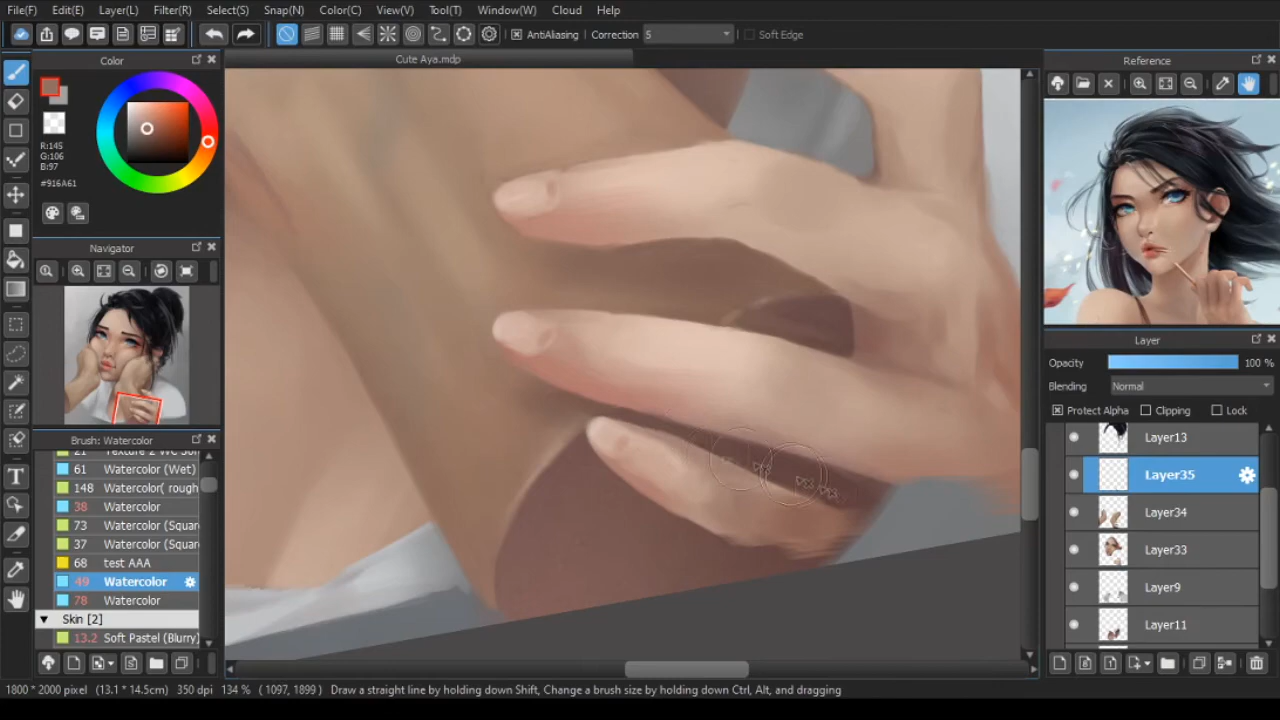 File(F) Edit(E) Layer(L) Filter(R) Select(S) Snap(N) Color(C) View(V) Tool(T) Window(W) Cloud Help
AntiAliasing Correction 5 Soft Edge
Color
Cute Aya.mdp
Reference
R:145
G:106
B:97
#916A61
Navigator
Layer
Opacity 100 %
Blending Normal
Protect Alpha Clipping Lock
Layer13
Layer35
Layer34
Layer33
Layer9
Layer11
Brush: Watercolor
21 Texture 2 WC
61 Watercolor (Wet)
148 Watercolor( rough
38 Watercolor
73 Watercolor (Squar
37 Watercolor (Squar
68 test AAA
49 Watercolor
78 Watercolor
Skin [2]
13.2 Soft Pastel (Blurry)
1800 * 2000 pixel (13.1 * 14.5cm) 350 dpi 134 % ( 1097, 1899 ) Draw a straight line by holding down Shift, Change a brush size by holding down Ctrl, Alt, and dragging